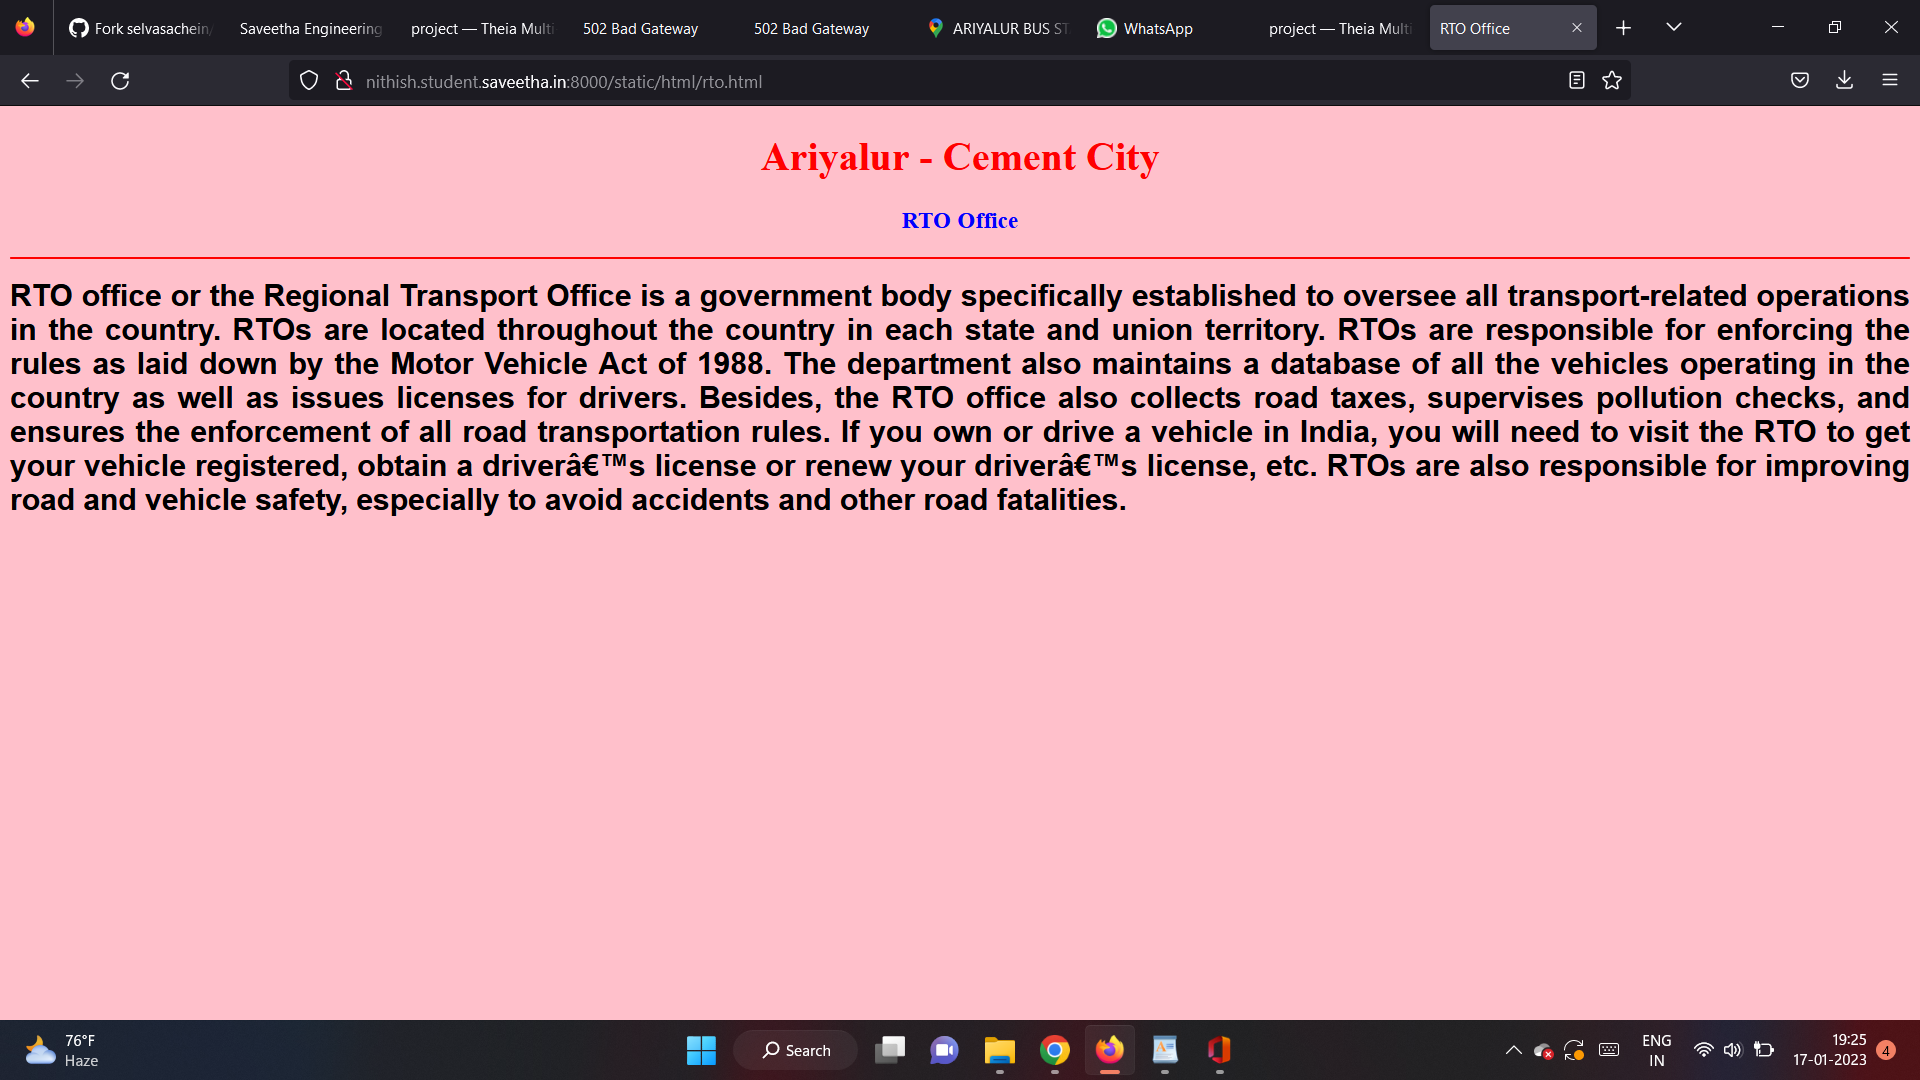 Fork selvasachein/
Saveetha Engineering
project — Theia Multi
502 Bad Gateway
502 Bad Gateway
ARIYALUR BUS ST
WhatsApp
project — Theia Multi
RTO Office
nithish.student.saveetha.in:8000/static/html/rto.html
Ariyalur - Cement City
RTO Office
RTO office or the Regional Transport Office is a government body specifically established to oversee all transport-related operations
in the country. RTOs are located throughout the country in each state and union territory. RTOs are responsible for enforcing the
rules as laid down by the Motor Vehicle Act of 1988. The department also maintains a database of all the vehicles operating in the
country as well as issues licenses for drivers. Besides, the RTO office also collects road taxes, supervises pollution checks, and
ensures the enforcement of all road transportation rules. If you own or drive a vehicle in India, you will need to visit the RTO to get
your vehicle registered, obtain a driverâ€™s license or renew your driverâ€™s license, etc. RTOs are also responsible for improving
road and vehicle safety, especially to avoid accidents and other road fatalities.
76°F
Haze
Search
ENG
IN
19:25
17-01-2023
4